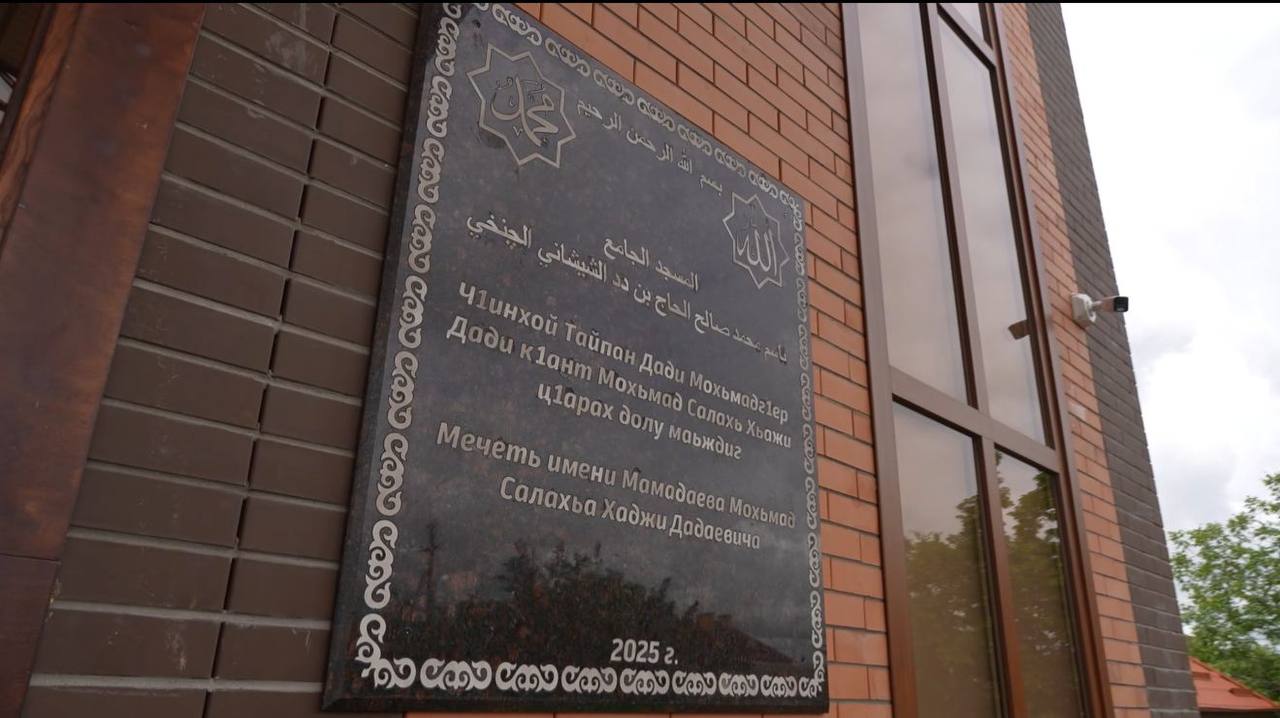 محمد
بسم الله الرحمن الرحيم
الله
المسجد الجامع
باسم محمد صالح الحاج بن دد الشيشاني الچنخي
Ч1инхой Тайпан Дади Мохьмадг1ер
Дади к1ант Мохьмад Салахь Хьажи
ц1арах долу маьждиг
Мечеть имени Мамадаева Мохьмад
Салахьа Хаджи Дадаевича
2025 г.